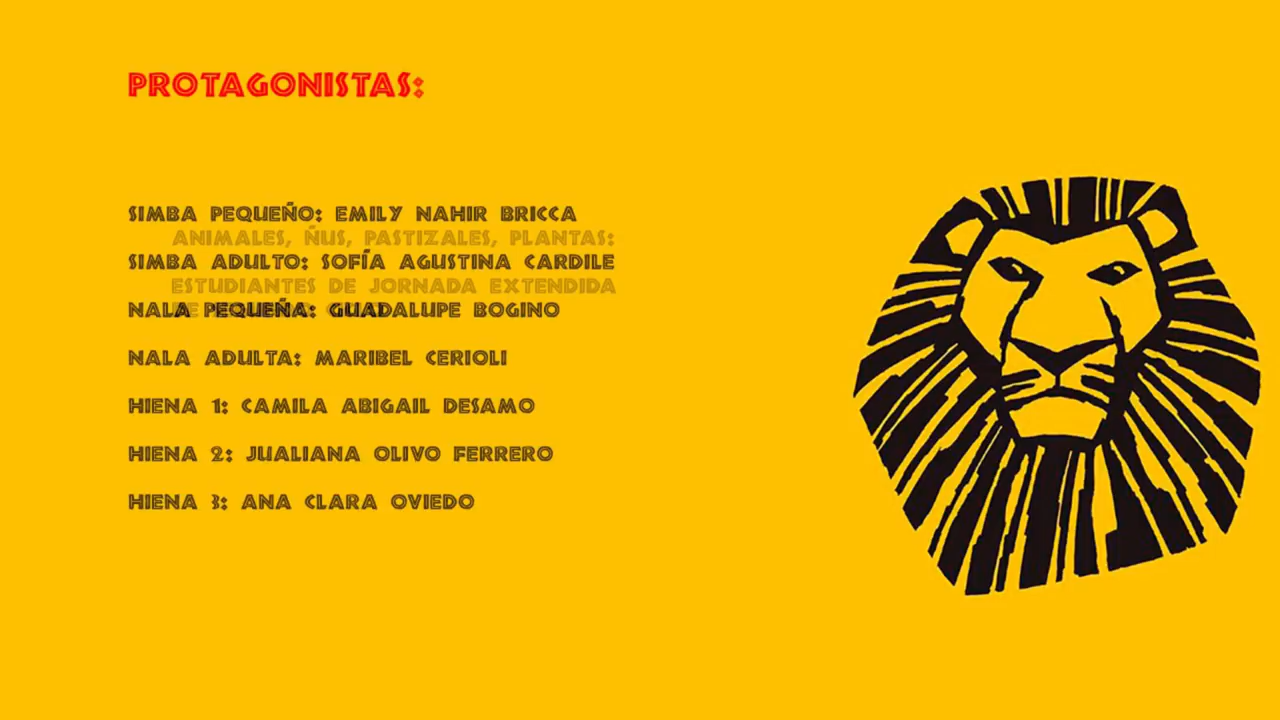 PROTAGONISTAS:
SIMBA PEQUEÑO: EMILY NAHIR BRICCA
ANIMALES, ÑUS, PASTIZALES, PLANTAS:
SIMBA ADULTO: SOFÍA AGUSTINA CARDILE
ESTUDIANTES DE JORNADA EXTENDIDA
NALA PEQUEÑA: GUADALUPE BOGINO
NALA ADULTA: MARIBEL CERIOLI
HIENA 1: CAMILA ABIGAIL DESAMO
HIENA 2: JUALIANA OLIVO FERRERO
HIENA 3: ANA CLARA OVIEDO